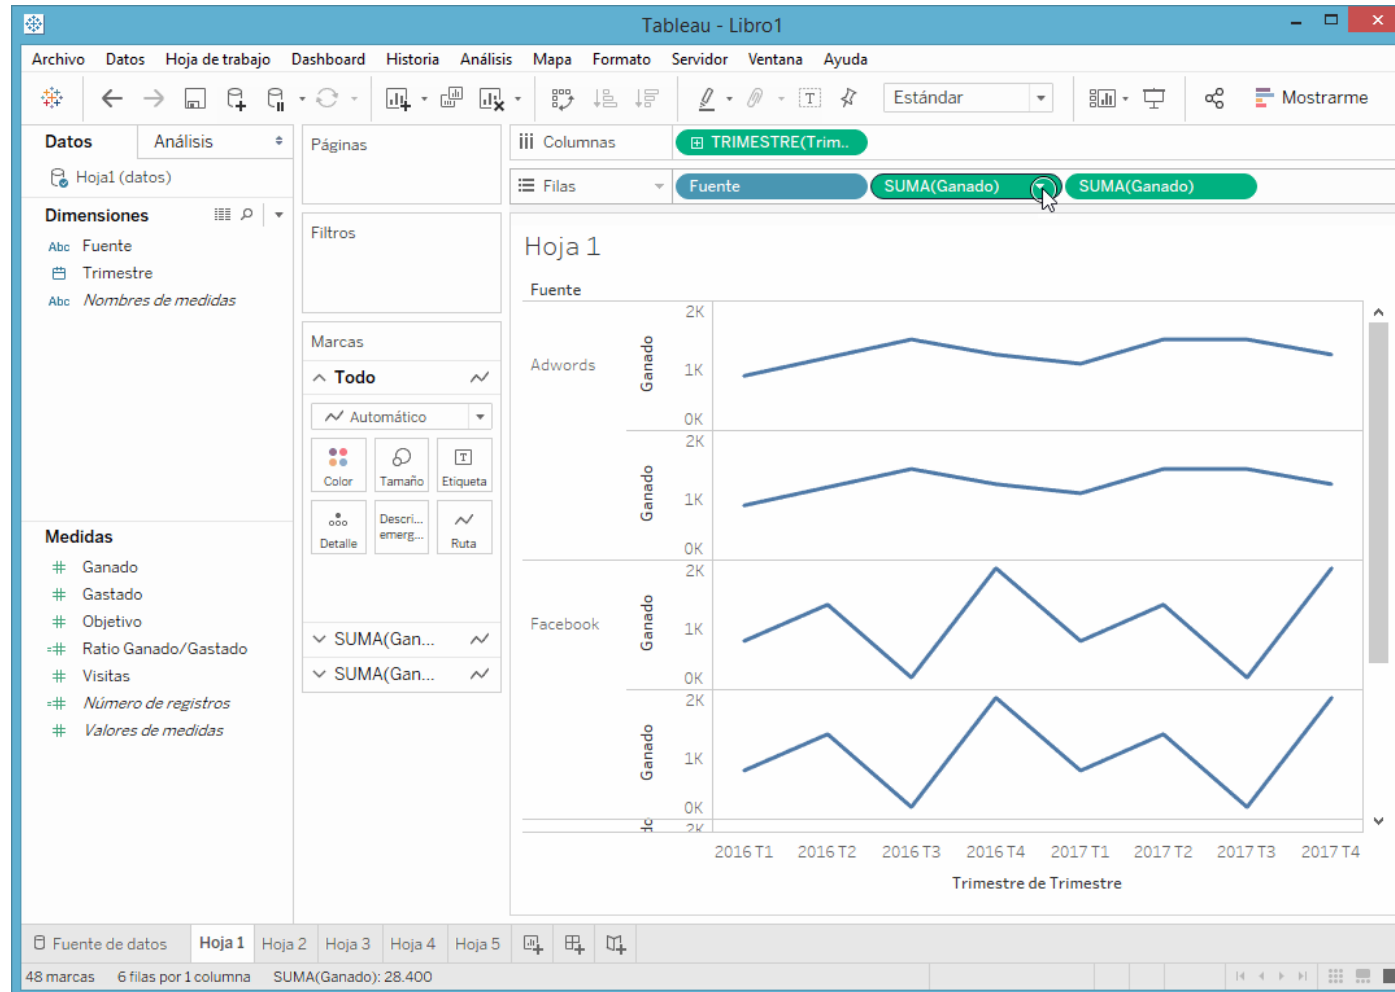 Tableau - Libro1
Archivo Datos Hoja de trabajo Dashboard Historia Análisis Mapa Formato Servidor Ventana Ayuda
Estándar
Mostrarme
Datos Análisis
Hoja1 (datos)
Dimensiones
Abc Fuente
Trimestre
Abc Nombres de medidas
Medidas
# Ganado
# Gastado
# Objetivo
=# Ratio Ganado/Gastado
# Visitas
=# Número de registros
# Valores de medidas
Páginas
Filtros
Marcas
Todo
Automático
Color Tamaño Etiqueta
Detalle Descri... emerg... Ruta
SUMA(Gan...
SUMA(Gan...
Columnas TRIMESTRE(Trim..
Filas Fuente SUMA(Ganado) SUMA(Ganado)
Hoja 1
Fuente
Adwords
Ganado
2K
1K
0K
Ganado
2K
1K
0K
Facebook
Ganado
2K
1K
0K
Ganado
2K
1K
0K
2K
2016 T1 2016 T2 2016 T3 2016 T4 2017 T1 2017 T2 2017 T3 2017 T4
Trimestre de Trimestre
Fuente de datos Hoja 1 Hoja 2 Hoja 3 Hoja 4 Hoja 5
48 marcas 6 filas por 1 columna SUMA(Ganado): 28.400